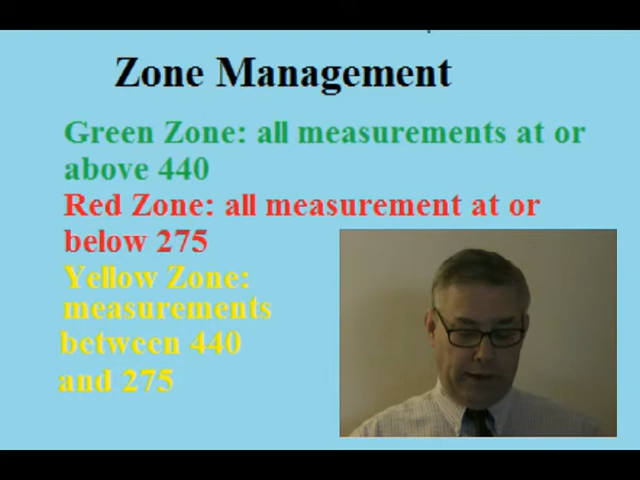 Zone Management
Green Zone: all measurements at or
above 440
Red Zone: all measurement at or
below 275
Yellow Zone:
measurements
between 440
and 275